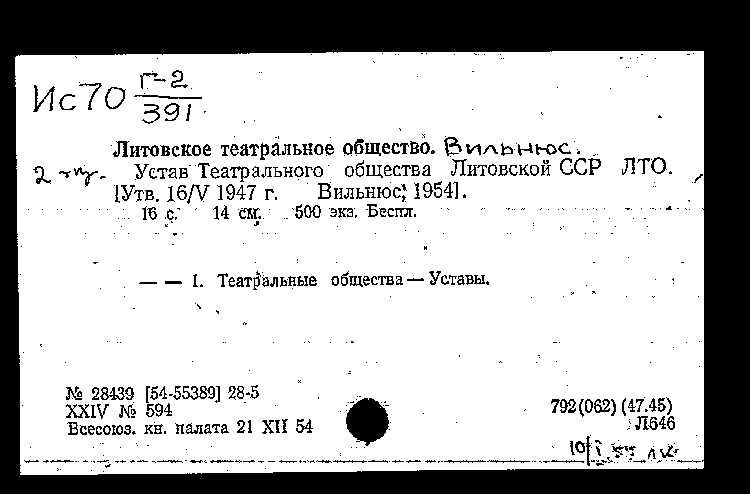 Ис70 Г-2
391
Литовское театральное общество. Вильнюс.
2 Устав Театрального общества Литовской ССР ЛТО.
[Утв. 16/V 1947 г. Вильнюс, 1954].
16 с. 14 см. 500 экз. Беспл.
— — 1. Театральные общества — Уставы.
№ 28439 [54-55389] 28-5
XXIV № 594
Всесоюз. кн. палата 21 XII 54
792(062) (47.45)
Л646
10/I